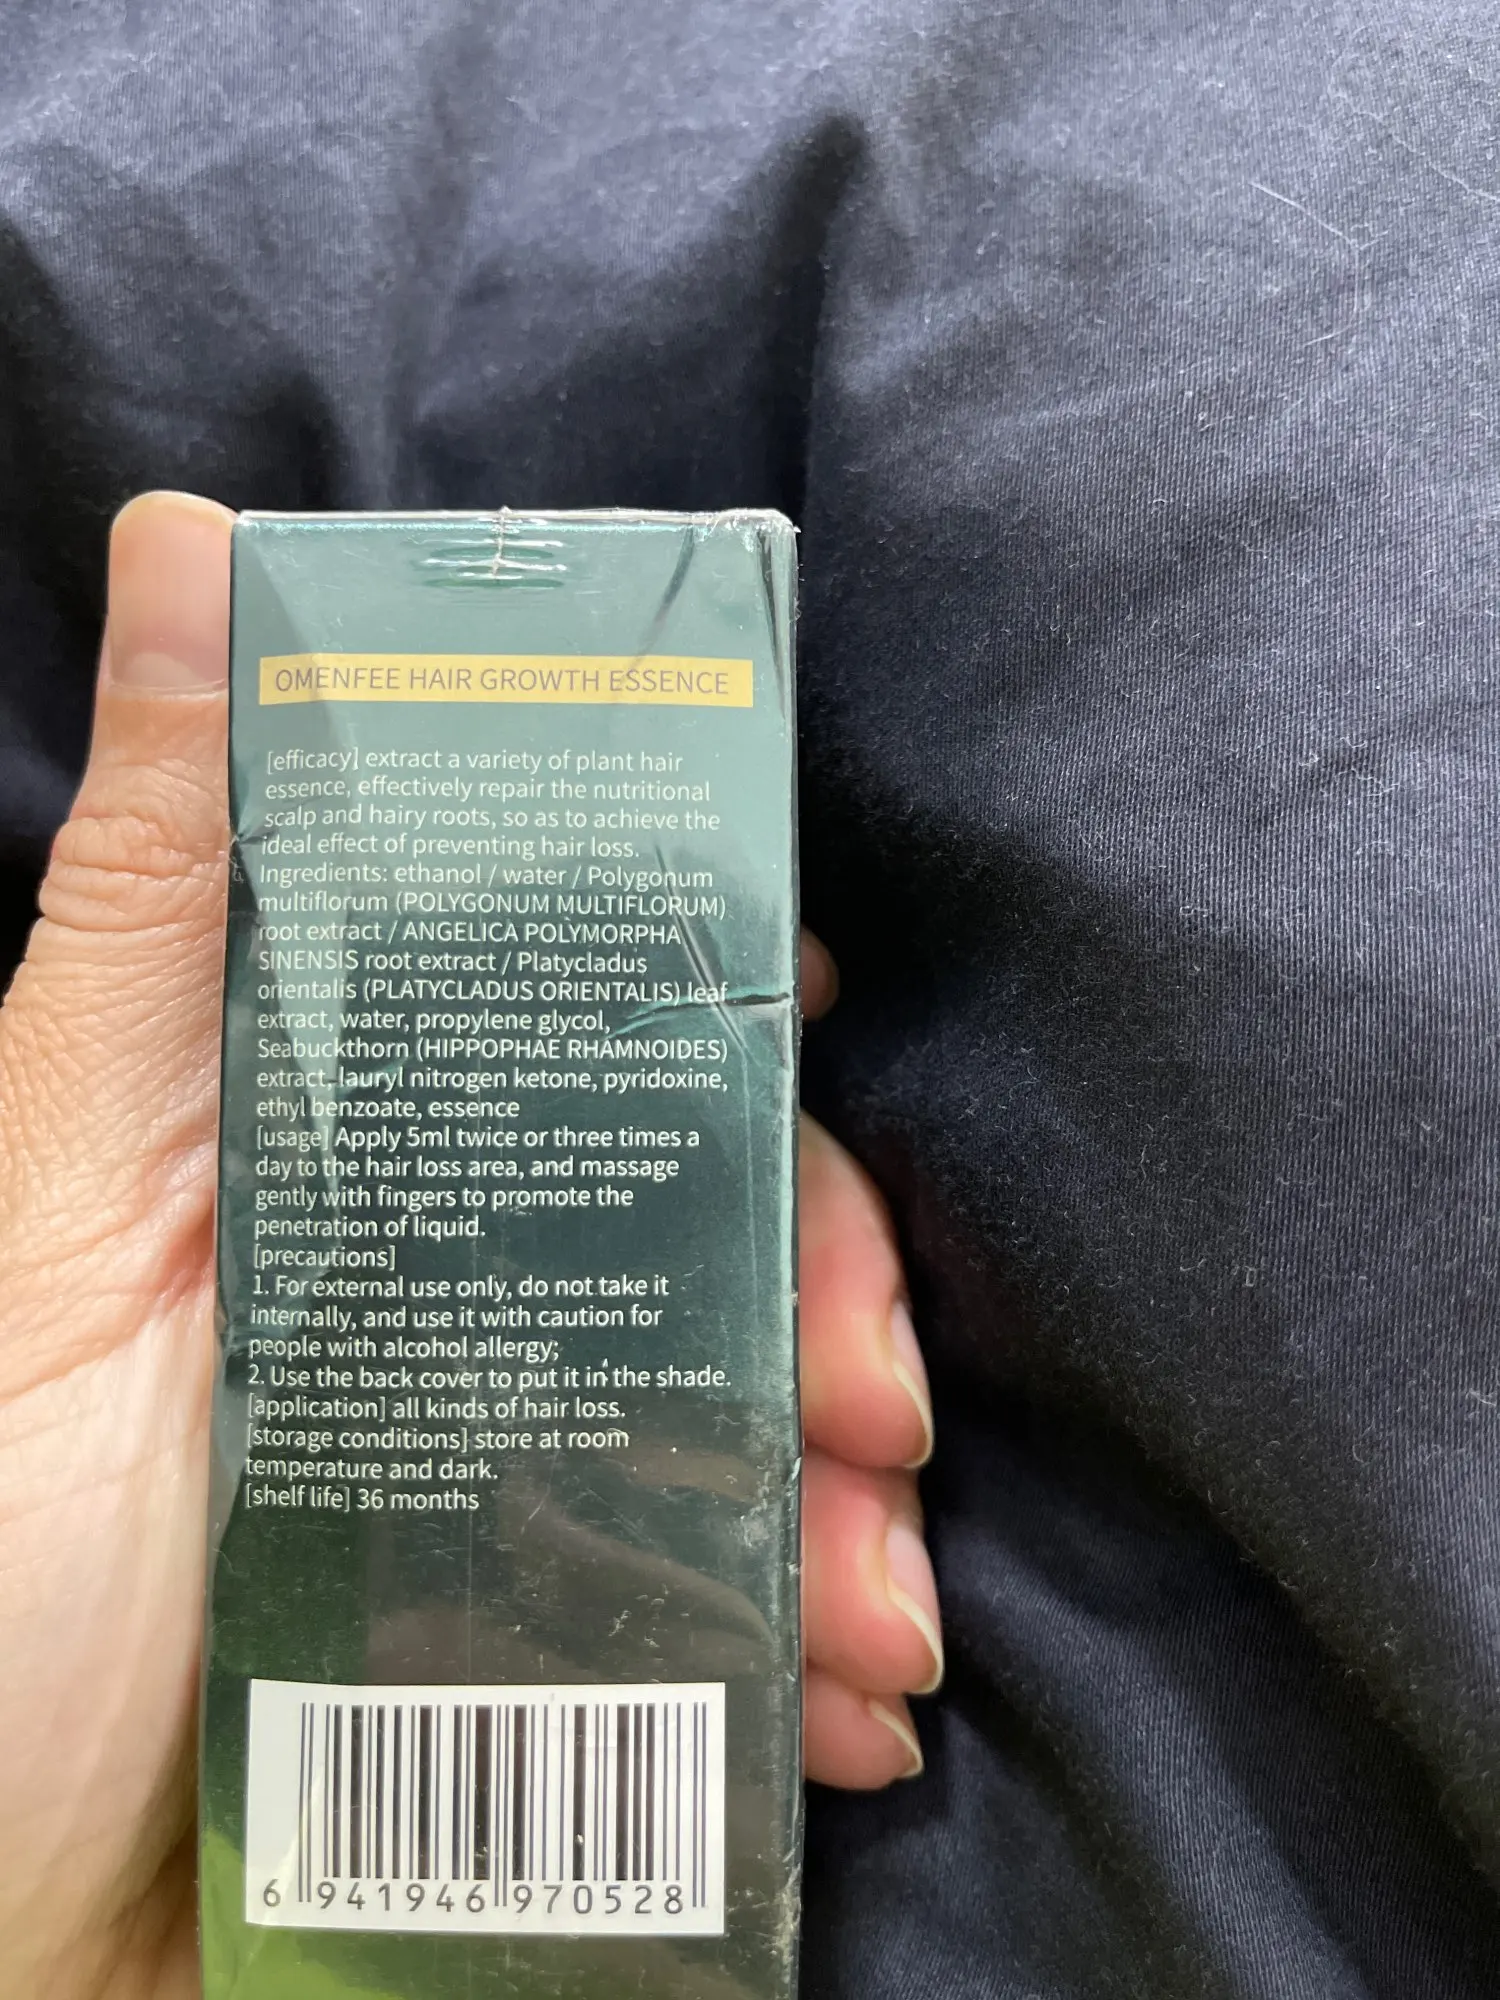 OMENFEE HAIR GROWTH ESSENCE
[efficacy] extract a variety of plant hair
essence, effectively repair the nutritional
scalp and hairy roots, so as to achieve the
ideal effect of preventing hair loss.
Ingredients: ethanol / water / Polygonum
multiflorum (POLYGONUM MULTIFLORUM)
root extract / ANGELICA POLYMORPHA
SINENSIS root extract / Platycladus
orientalis (PLATYCLADUS ORIENTALIS) leaf
extract, water, propylene glycol,
Seabuckthorn (HIPPOPHAE RHAMNOIDES)
extract, lauryl nitrogen ketone, pyridoxine,
ethyl benzoate, essence
[usage] Apply 5ml twice or three times a
day to the hair loss area, and massage
gently with fingers to promote the
penetration of liquid.
[precautions]
1. For external use only, do not take it
internally, and use it with caution for
people with alcohol allergy;
2. Use the back cover to put it in the shade.
[application] all kinds of hair loss.
[storage conditions] store at room
temperature and dark.
[shelf life] 36 months
6 941946 970528